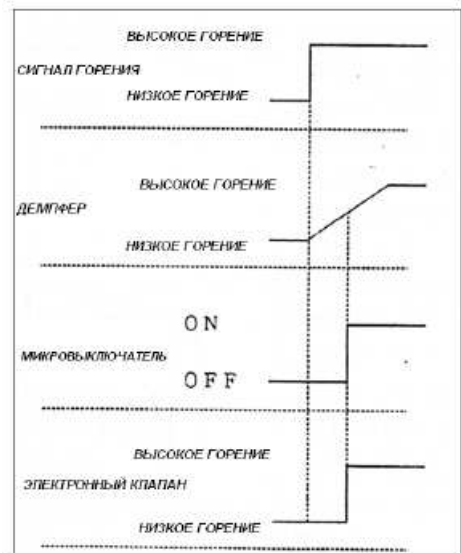 ВЫСОКОЕ ГОРЕНИЕ
СИГНАЛ ГОРЕНИЯ
НИЗКОЕ ГОРЕНИЕ
ВЫСОКОЕ ГОРЕНИЕ
ДЕМПФЕР
НИЗКОЕ ГОРЕНИЕ
ON
МИКРОВЫКЛЮЧАТЕЛЬ
OFF
ВЫСОКОЕ ГОРЕНИЕ
ЭЛЕКТРОННЫЙ КЛАПАН
НИЗКОЕ ГОРЕНИЕ